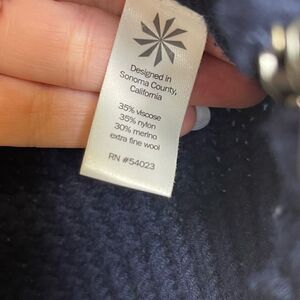 Designed in
Sonoma County,
California
35% viscose
35% nylon
30% merino
extra fine wool
RN #54023